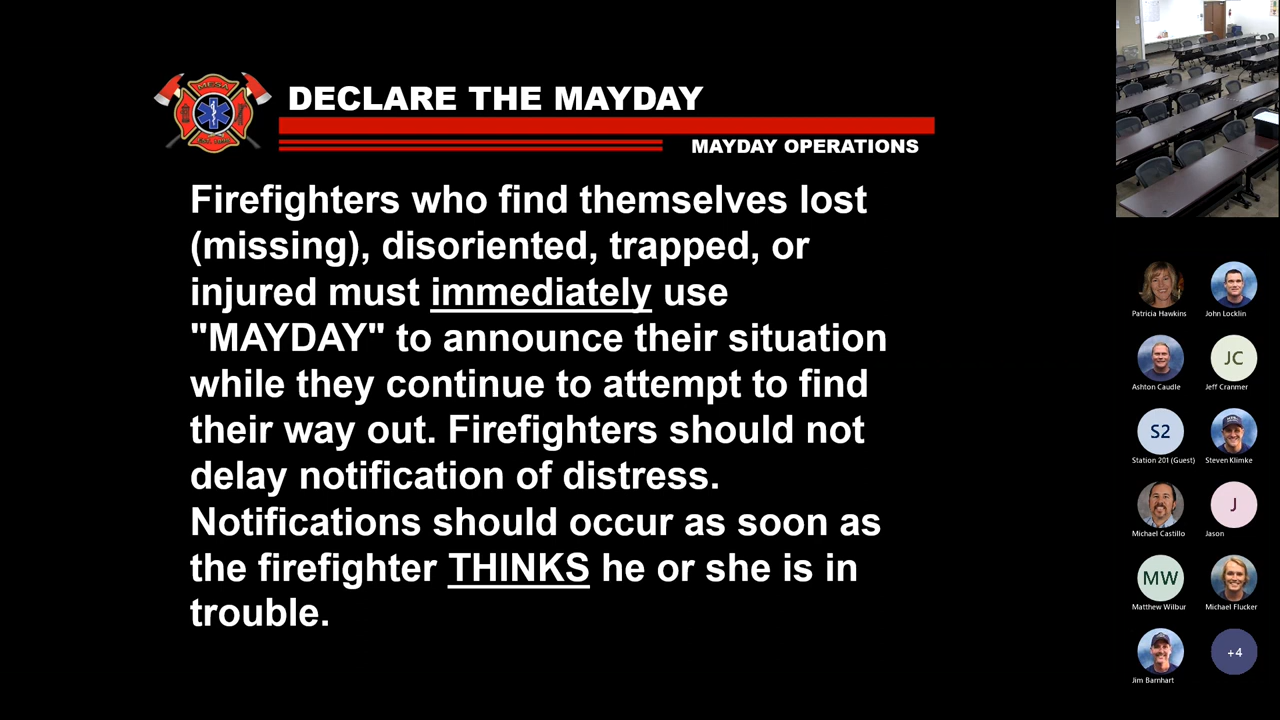 DECLARE THE MAYDAY
MAYDAY OPERATIONS
Firefighters who find themselves lost
(missing), disoriented, trapped, or
injured must immediately use
"MAYDAY" to announce their situation
while they continue to attempt to find
their way out. Firefighters should not
delay notification of distress.
Notifications should occur as soon as
the firefighter THINKS he or she is in
trouble.
MESA
Patricia Hawkins
John Locklin
Ashton Caudle
JC
Jeff Cranmer
S2
Station 201 (Guest)
Steven Klimke
Michael Castillo
J
Jason
MW
Matthew Wilbur
Michael Flucker
Jim Barnhart
+4